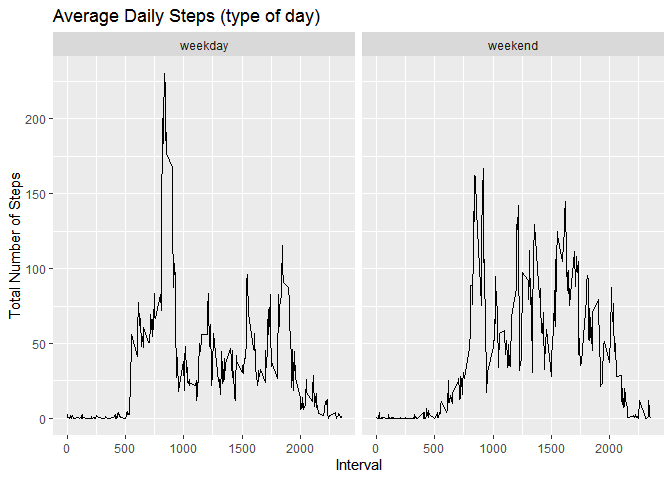 Average Daily Steps (type of day)
weekday weekend
Total Number of Steps
200
150
100
50
0
0 500 1000 1500 2000 0 500 1000 1500 2000
Interval